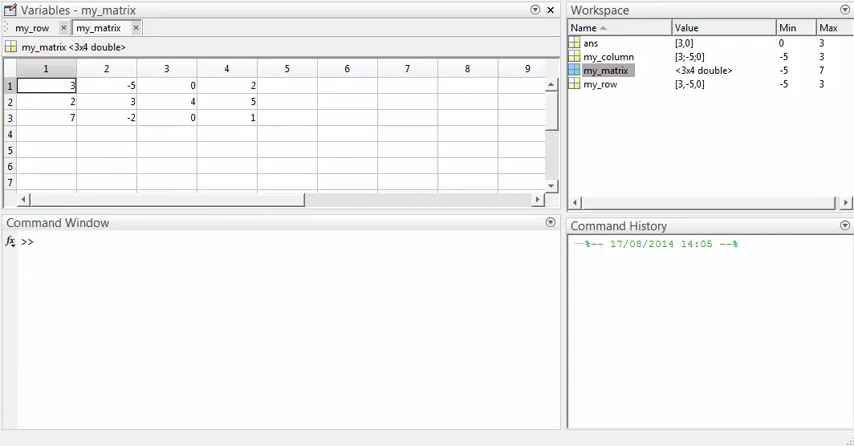 Variables - my_matrix
my_row × my_matrix ×
my_matrix <3x4 double>
1 2 3 4 5 6 7 8 9
1 3 -5 0 2
2 2 3 4 5
3 7 -2 0 1
4
5
6
7
Command Window
fx >>
Workspace
Name Value Min Max
ans [3,0] 0 3
my_column [3;-5;0] -5 3
my_matrix <3x4 double> -5 7
my_row [3,-5,0] -5 3
Command History
%-- 17/08/2014 14:05 --%